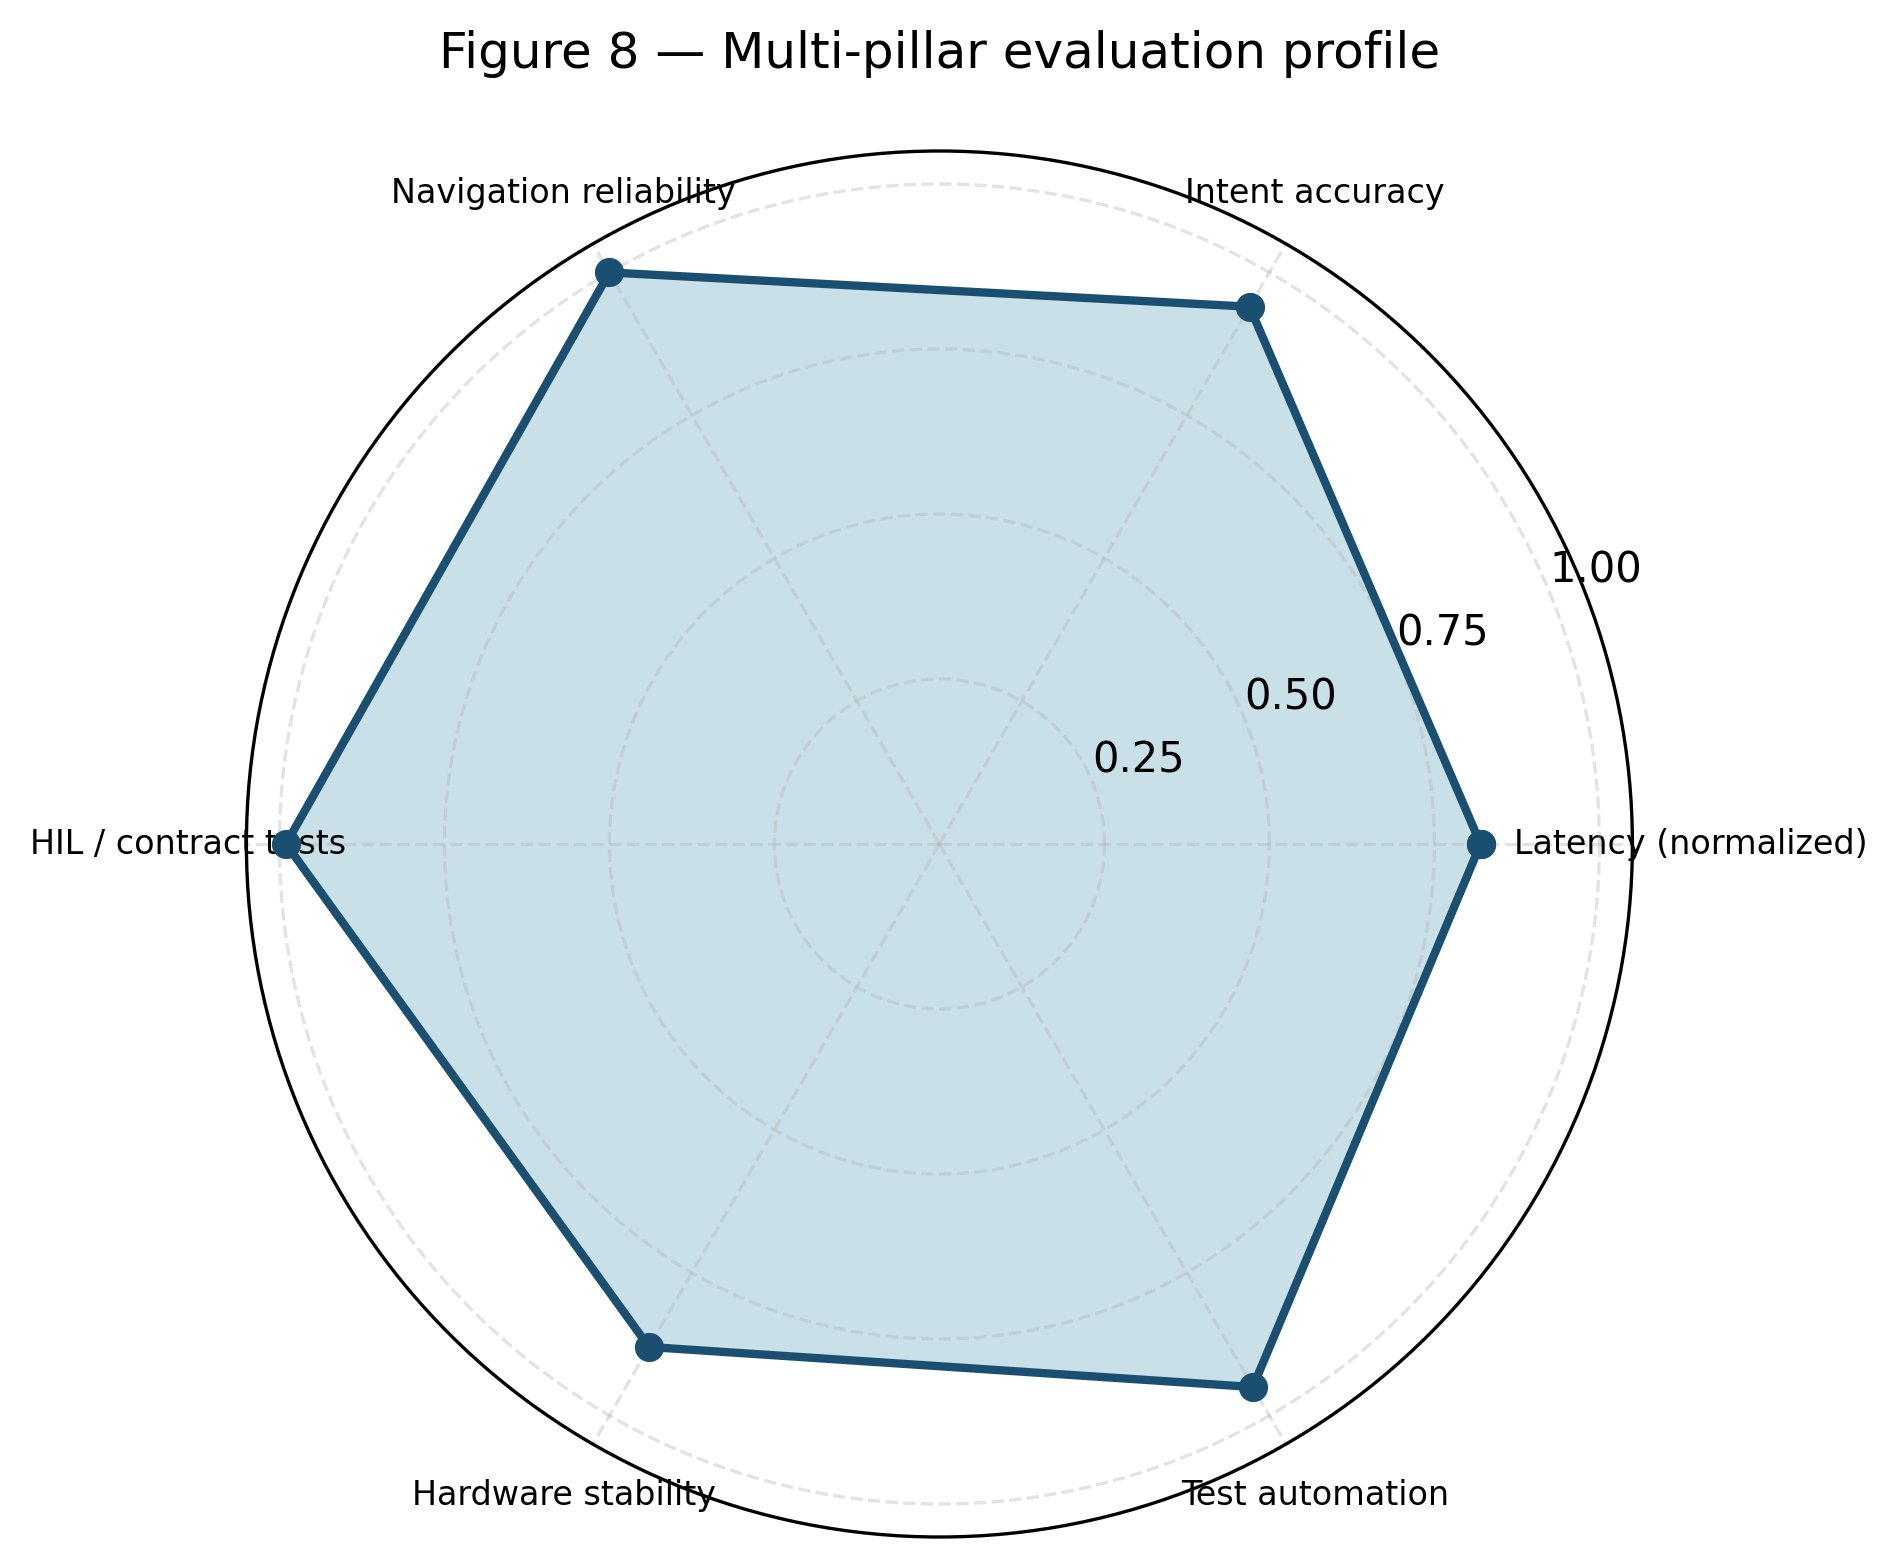 Figure 8 — Multi-pillar evaluation profile
Navigation reliability
Intent accuracy
1.00
0.75
0.50
0.25
HIL / contract tests
Latency (normalized)
Hardware stability
Test automation